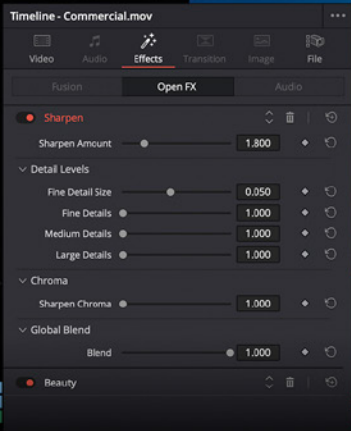 Timeline - Commercial.mov
Video Audio Effects Transition Image File
Fusion Open FX Audio
Sharpen
Sharpen Amount 1.800
Detail Levels
Fine Detail Size 0.050
Fine Details 1.000
Medium Details 1.000
Large Details 1.000
Chroma
Sharpen Chroma 1.000
Global Blend
Blend 1.000
Beauty